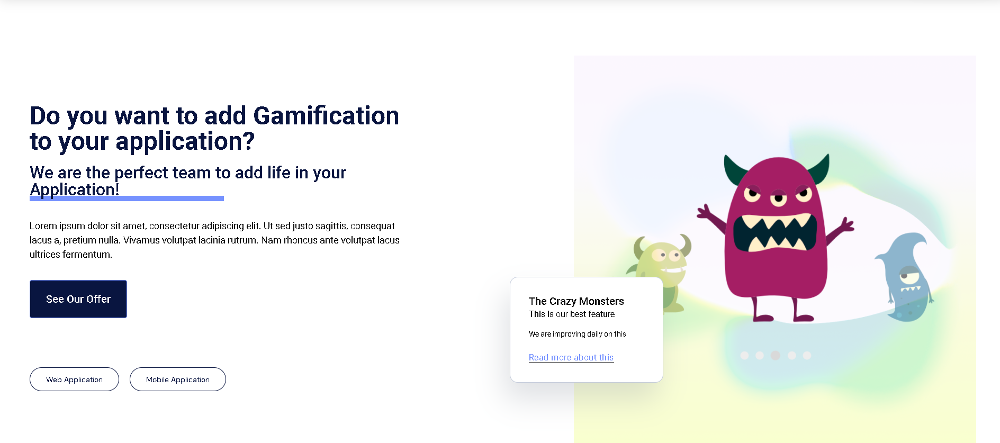 Do you want to add Gamification
to your application?
We are the perfect team to add life in your
Application!
Lorem ipsum dolor sit amet, consectetur adipiscing elit. Ut sed justo sagittis, consequat
lacus a, pretium nulla. Vivamus volutpat lacinia rutrum. Nam rhoncus ante volutpat lacus
ultrices fermentum.
See Our Offer
Web Application
Mobile Application
The Crazy Monsters
This is our best feature
We are improving daily on this
Read more about this